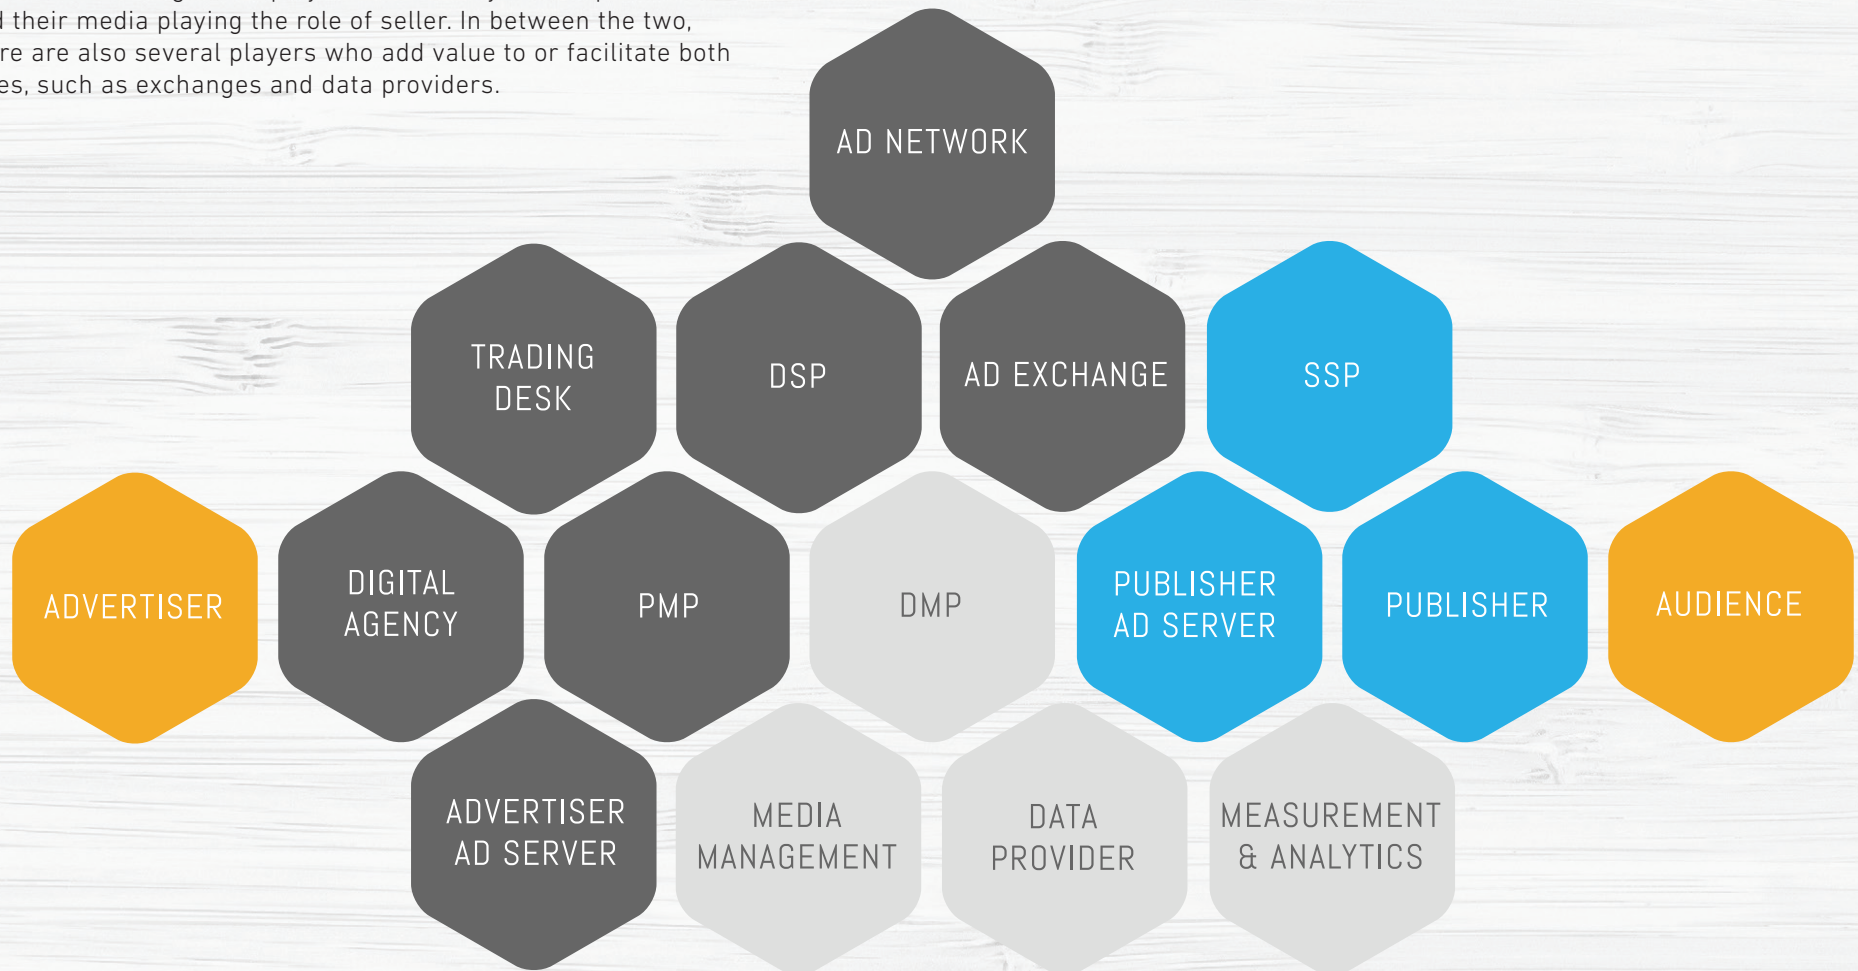 d their media playing the role of seller. In between the two,
re are also several players who add value to or facilitate both
es, such as exchanges and data providers.
AD NETWORK
TRADING
DESK
DSP
AD EXCHANGE
SSP
ADVERTISER
DIGITAL
AGENCY
PMP
DMP
PUBLISHER
AD SERVER
PUBLISHER
AUDIENCE
ADVERTISER
AD SERVER
MEDIA
MANAGEMENT
DATA
PROVIDER
MEASUREMENT
& ANALYTICS